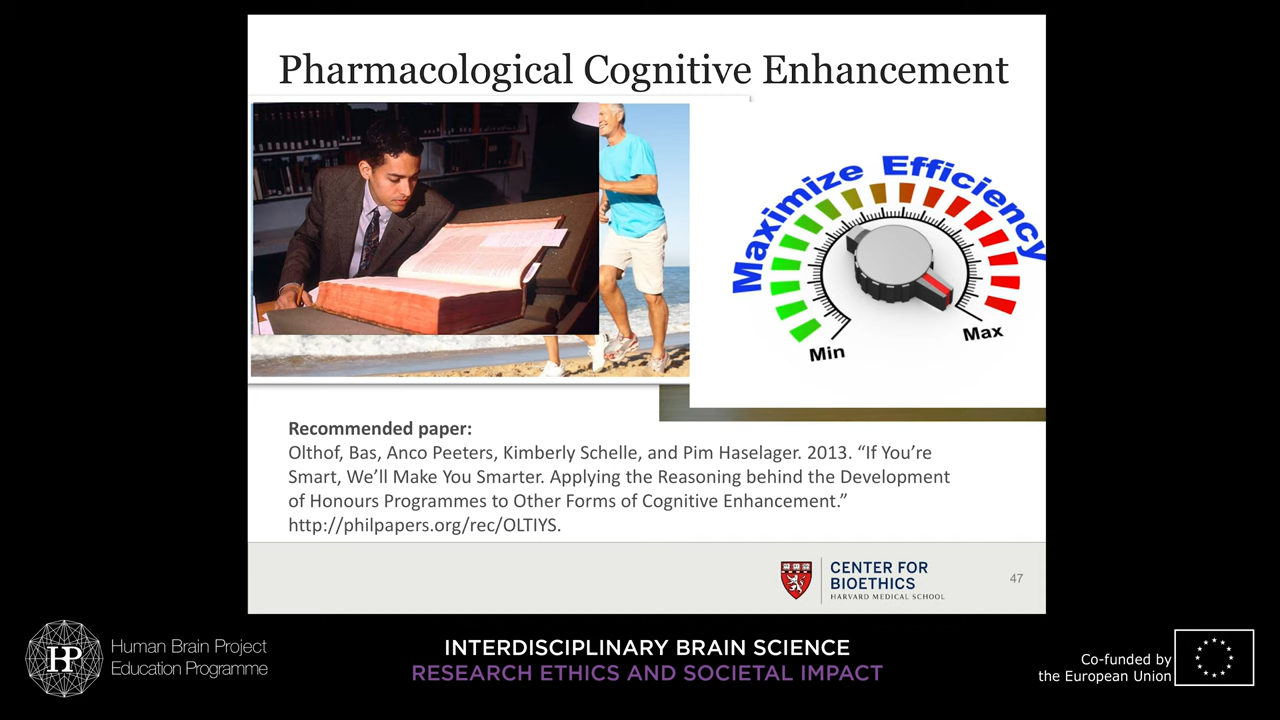 Pharmacological Cognitive Enhancement
Maximize Efficiency
Min
Max
Recommended paper:
Olthof, Bas, Anco Peeters, Kimberly Schelle, and Pim Haselager. 2013. “If You’re
Smart, We’ll Make You Smarter. Applying the Reasoning behind the Development
of Honours Programmes to Other Forms of Cognitive Enhancement.”
http://philpapers.org/rec/OLTIYS.
CENTER FOR
BIOETHICS
HARVARD MEDICAL SCHOOL
47
HP
Human Brain Project
Education Programme
INTERDISCIPLINARY BRAIN SCIENCE
RESEARCH ETHICS AND SOCIETAL IMPACT
Co-funded by
the European Union